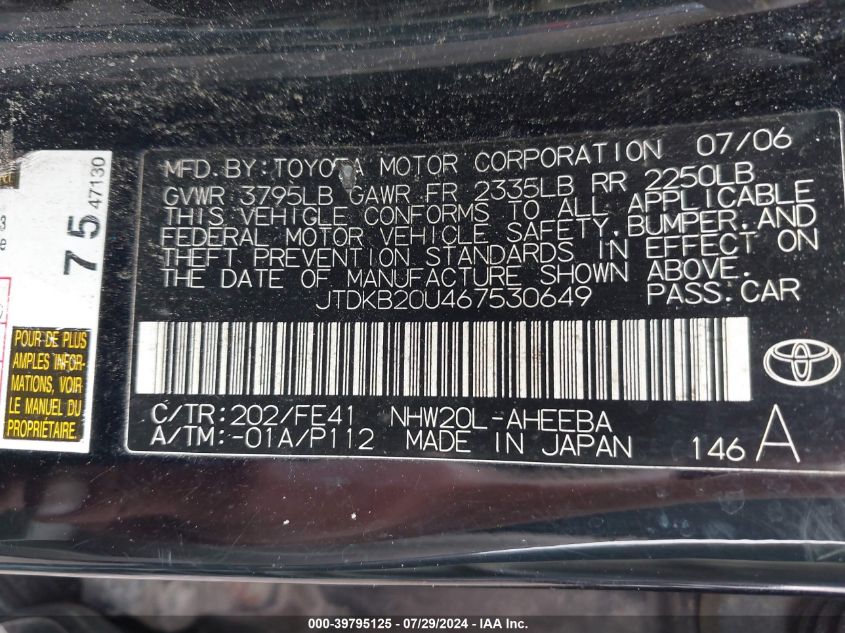 MFD. BY: TOYOTA MOTOR CORPORATION 07/06
GVWR 3795LB GAWR FR 2335LB RR 2250LB
THIS VEHICLE CONFORMS TO ALL APPLICABLE
FEDERAL MOTOR VEHICLE SAFETY, BUMPER, AND
THEFT PREVENTION STANDARDS IN EFFECT ON
THE DATE OF MANUFACTURE SHOWN ABOVE.
JTDKB20U467530649 PASS. CAR
C/TR: 202/FE41 NHW20L-AHEEBA
A/TM: -01A/P112 MADE IN JAPAN 146 A
75 47130
POUR DE PLUS
AMPLES INFOR-
MATIONS, VOIR
LE MANUEL DU
PROPRIÉTAIRE.
000-39795125 - 07/29/2024 - IAA Inc.